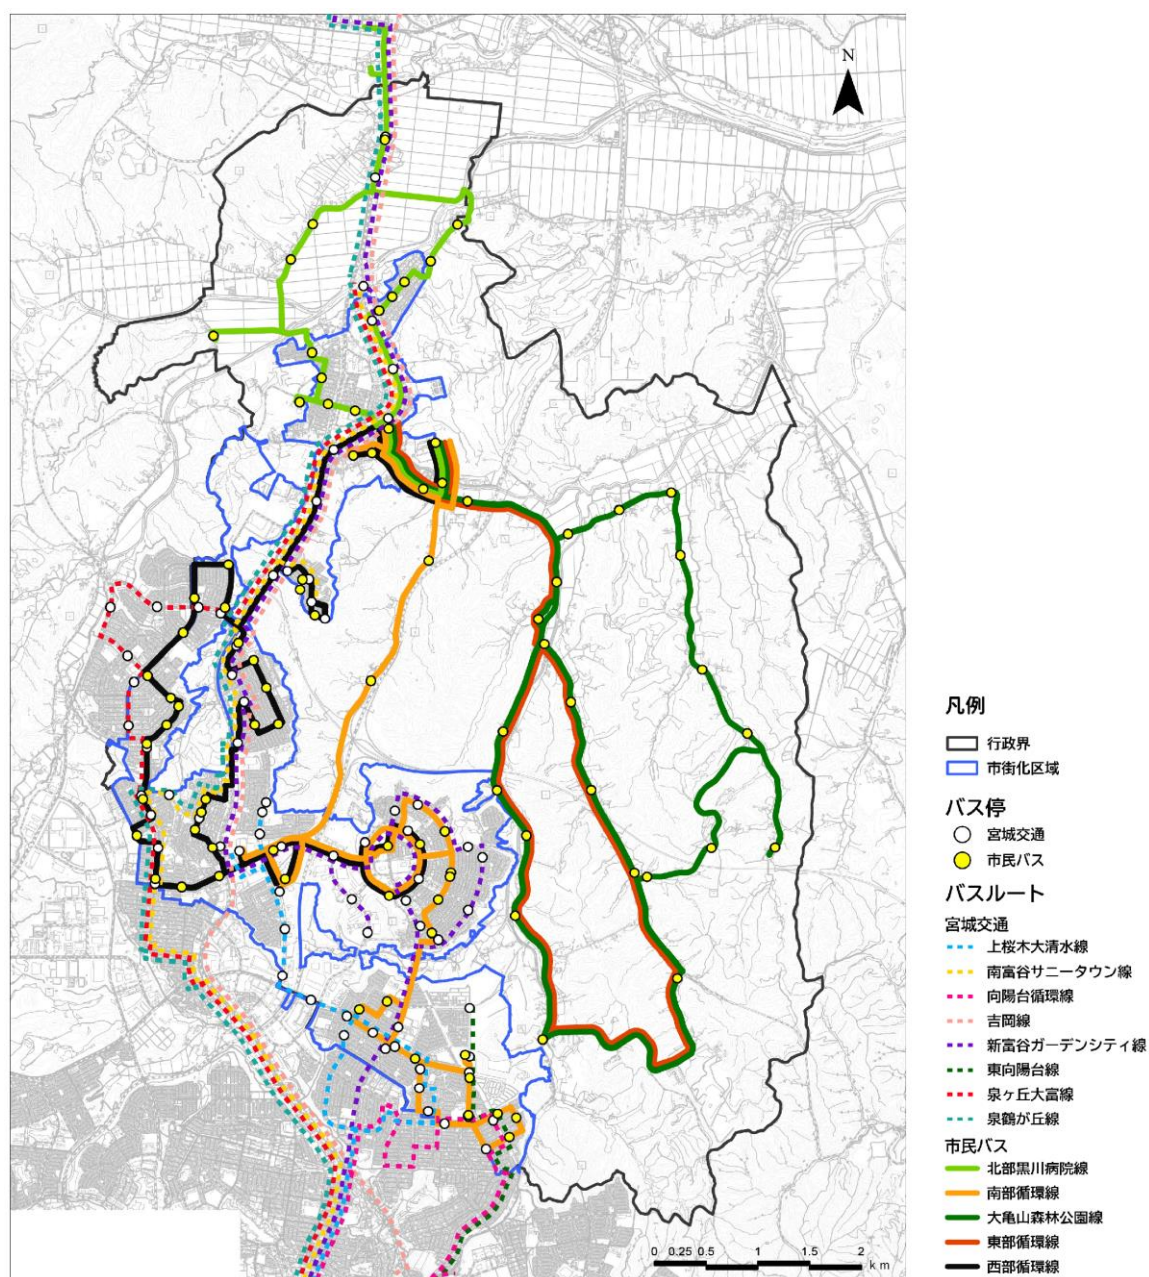 N
凡例
行政界
市街化区域
バス停
宮城交通
市民バス
バスルート
宮城交通
上桜木大清水線
南富谷サニータウン線
向陽台循環線
吉岡線
新富谷ガーデンシティ線
東向陽台線
泉ヶ丘大富線
泉鶴が丘線
市民バス
北部黒川病院線
南部循環線
大亀山森林公園線
東部循環線
西部循環線
0 0.25 0.5 1 1.5 2
km